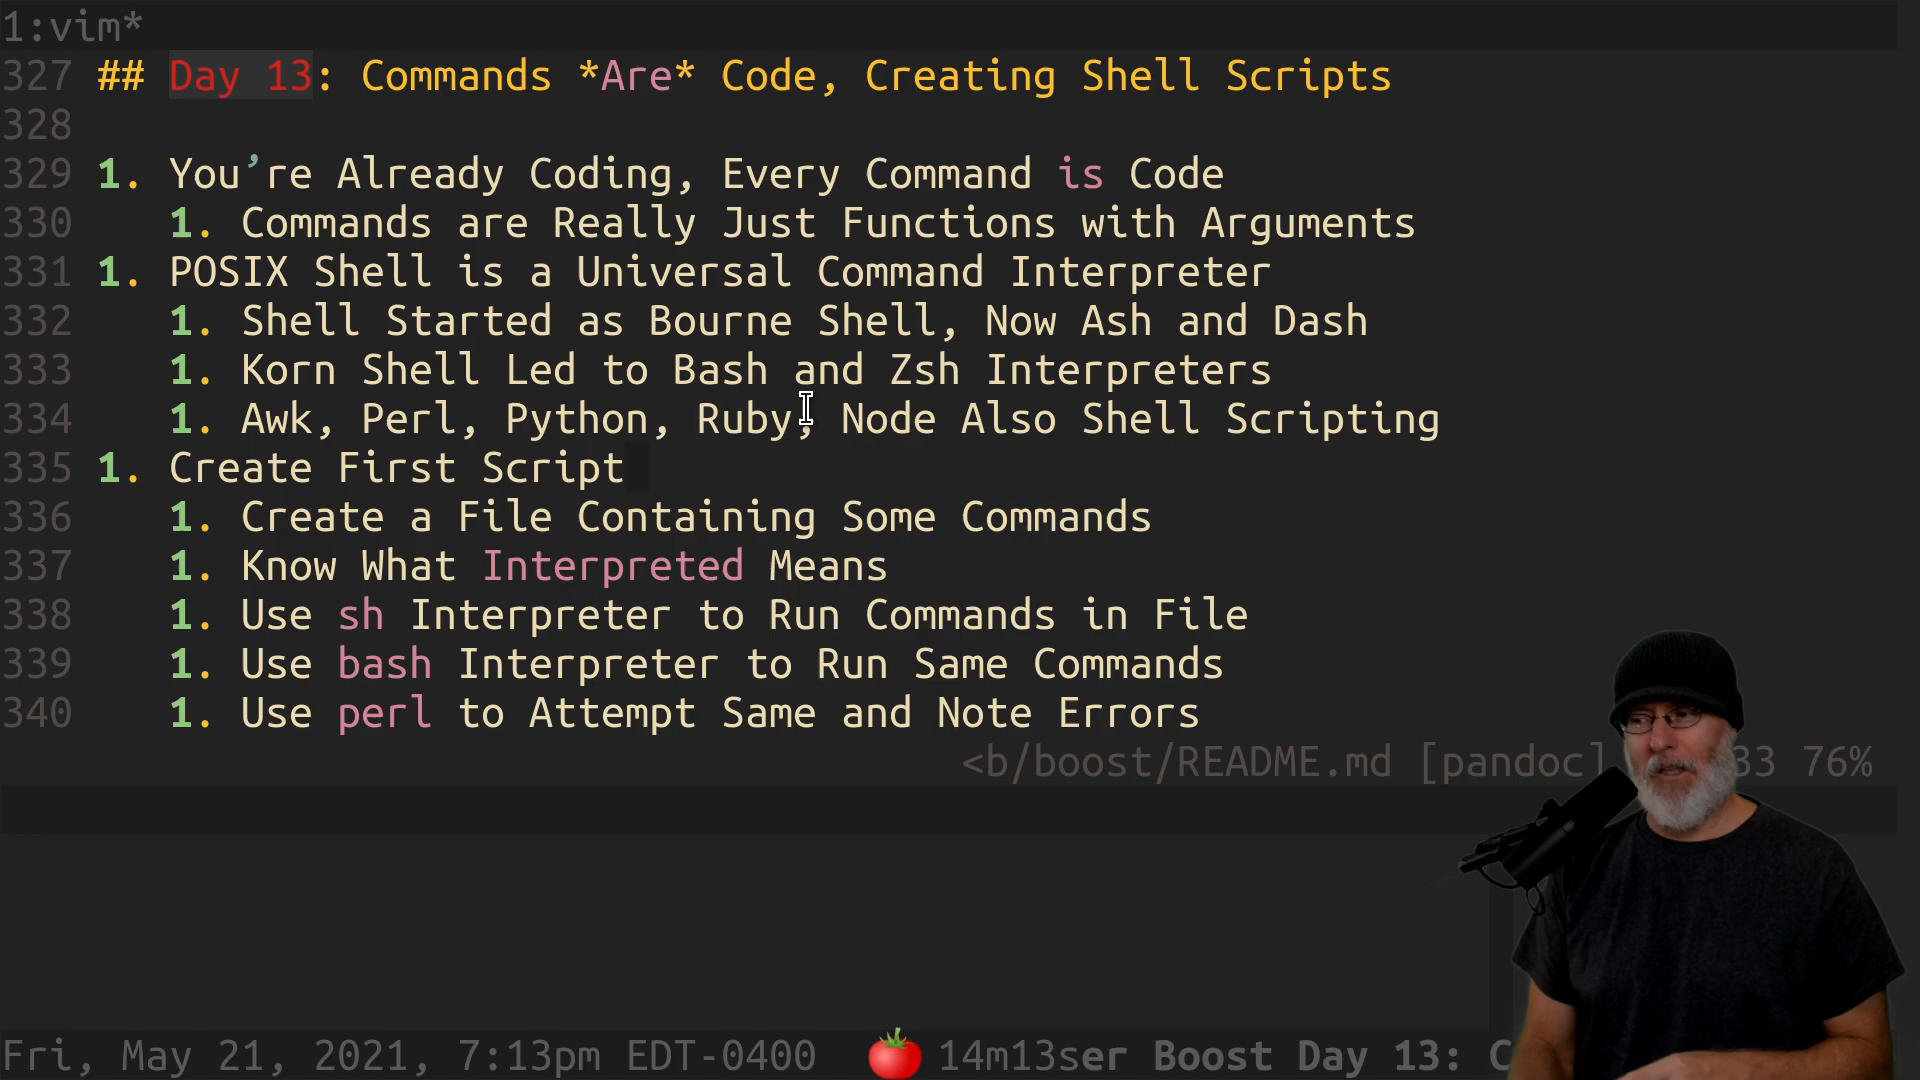 1:vim*
327 ## Day 13: Commands *Are* Code, Creating Shell Scripts
328
329 1. You’re Already Coding, Every Command is Code
330 1. Commands are Really Just Functions with Arguments
331 1. POSIX Shell is a Universal Command Interpreter
332 1. Shell Started as Bourne Shell, Now Ash and Dash
333 1. Korn Shell Led to Bash and Zsh Interpreters
334 1. Awk, Perl, Python, Ruby, Node Also Shell Scripting
335 1. Create First Script
336 1. Create a File Containing Some Commands
337 1. Know What Interpreted Means
338 1. Use sh Interpreter to Run Commands in File
339 1. Use bash Interpreter to Run Same Commands
340 1. Use perl to Attempt Same and Note Errors
<b/boost/README.md [pandoc] 33 76%
Fri, May 21, 2021, 7:13pm EDT-0400 14m13ser Boost Day 13: C